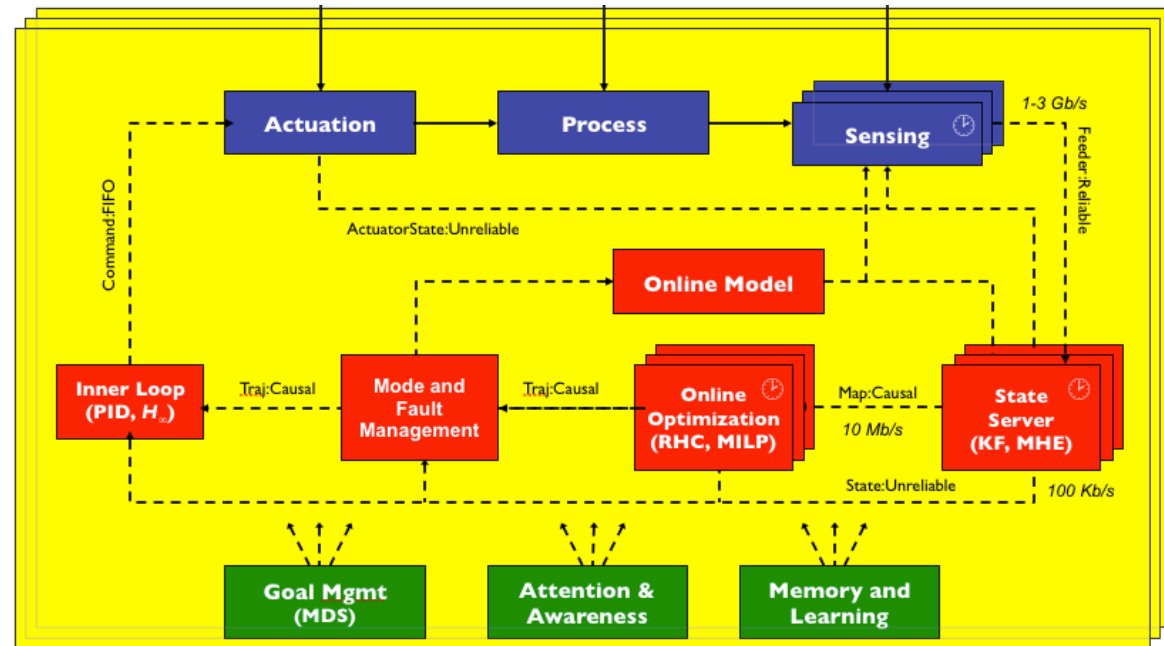 Actuation
Process
Sensing
1-3 Gb/s
Feeder:Reliable
Command:FIFO
ActuatorState:Unreliable
Online Model
Inner Loop
(PID, H∞)
Traj:Causal
Mode and
Fault
Management
Traj:Causal
Online
Optimization
(RHC, MILP)
Map:Causal
10 Mb/s
State
Server
(KF, MHE)
State:Unreliable
100 Kb/s
Goal Mgmt
(MDS)
Attention &
Awareness
Memory and
Learning